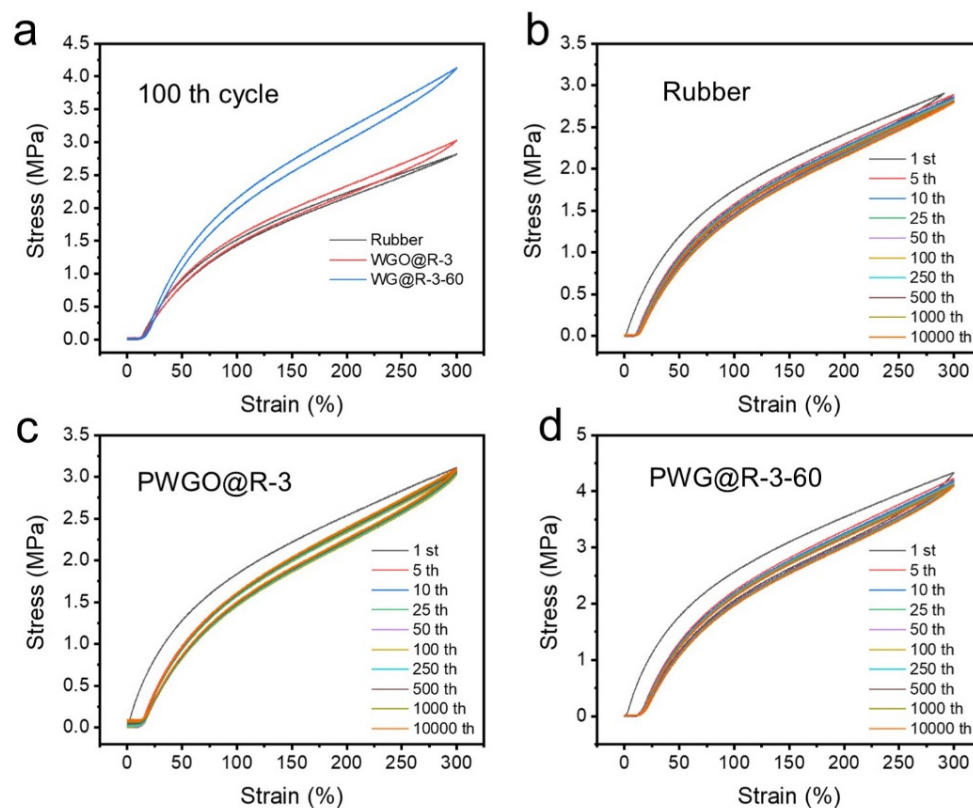 a
4.5
4.0
3.5
3.0
2.5
2.0
1.5
1.0
0.5
0.0
Stress (MPa)
100 th cycle
Rubber
WGO@R-3
WG@R-3-60
0 50 100 150 200 250 300
Strain (%)
b
3.5
3.0
2.5
2.0
1.5
1.0
0.5
0.0
Stress (MPa)
Rubber
1 st
5 th
10 th
25 th
50 th
100 th
250 th
500 th
1000 th
10000 th
0 50 100 150 200 250 300
Strain (%)
c
3.5
3.0
2.5
2.0
1.5
1.0
0.5
0.0
Stress (MPa)
PWGO@R-3
1 st
5 th
10 th
25 th
50 th
100 th
250 th
500 th
1000 th
10000 th
0 50 100 150 200 250 300
Strain (%)
d
5
4
3
2
1
0
Stress (MPa)
PWG@R-3-60
1 st
5 th
10 th
25 th
50 th
100 th
250 th
500 th
1000 th
10000 th
0 50 100 150 200 250 300
Strain (%)